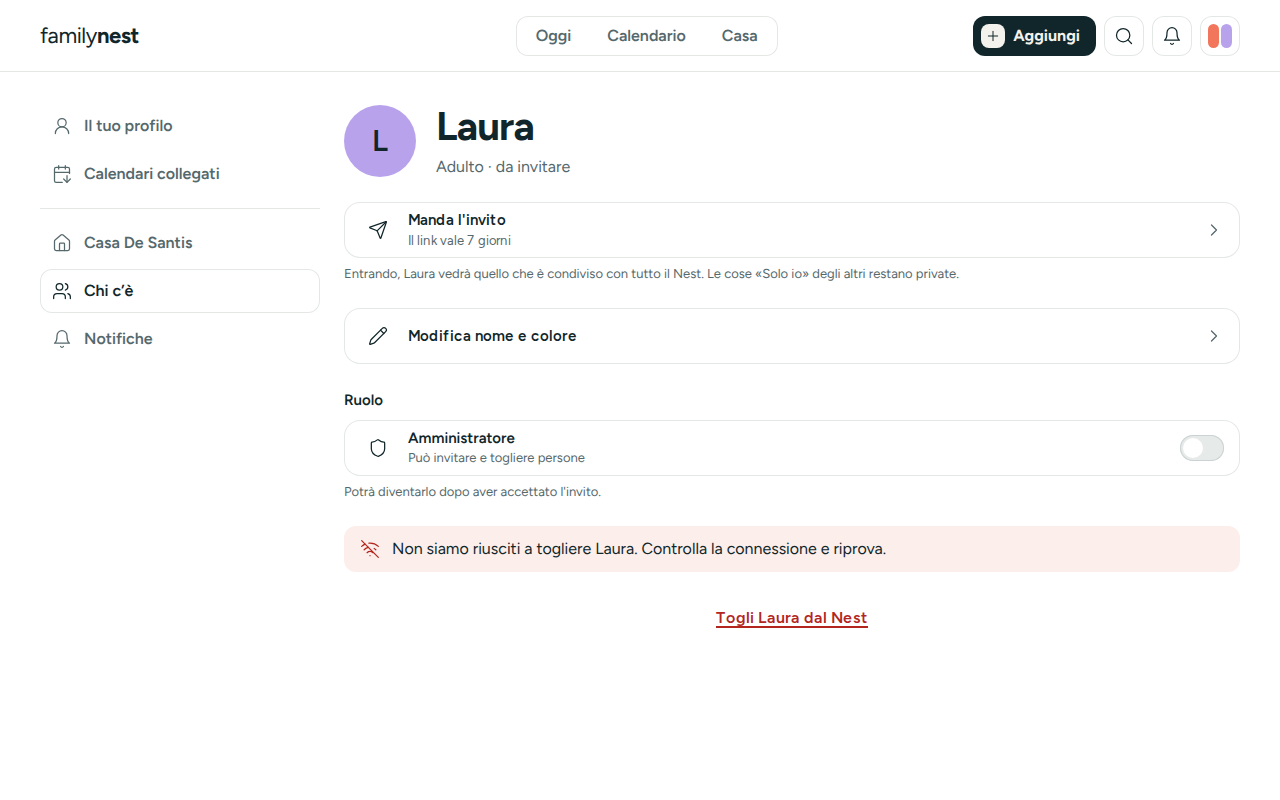 familynest
Oggi
Calendario
Casa
Aggiungi
Il tuo profilo
Calendari collegati
Casa De Santis
Chi c’è
Notifiche
L
Laura
Adulto · da invitare
Manda l'invito
Il link vale 7 giorni
Entrando, Laura vedrà quello che è condiviso con tutto il Nest. Le cose «Solo io» degli altri restano private.
Modifica nome e colore
Ruolo
Amministratore
Può invitare e togliere persone
Potrà diventarlo dopo aver accettato l'invito.
Non siamo riusciti a togliere Laura. Controlla la connessione e riprova.
Togli Laura dal Nest